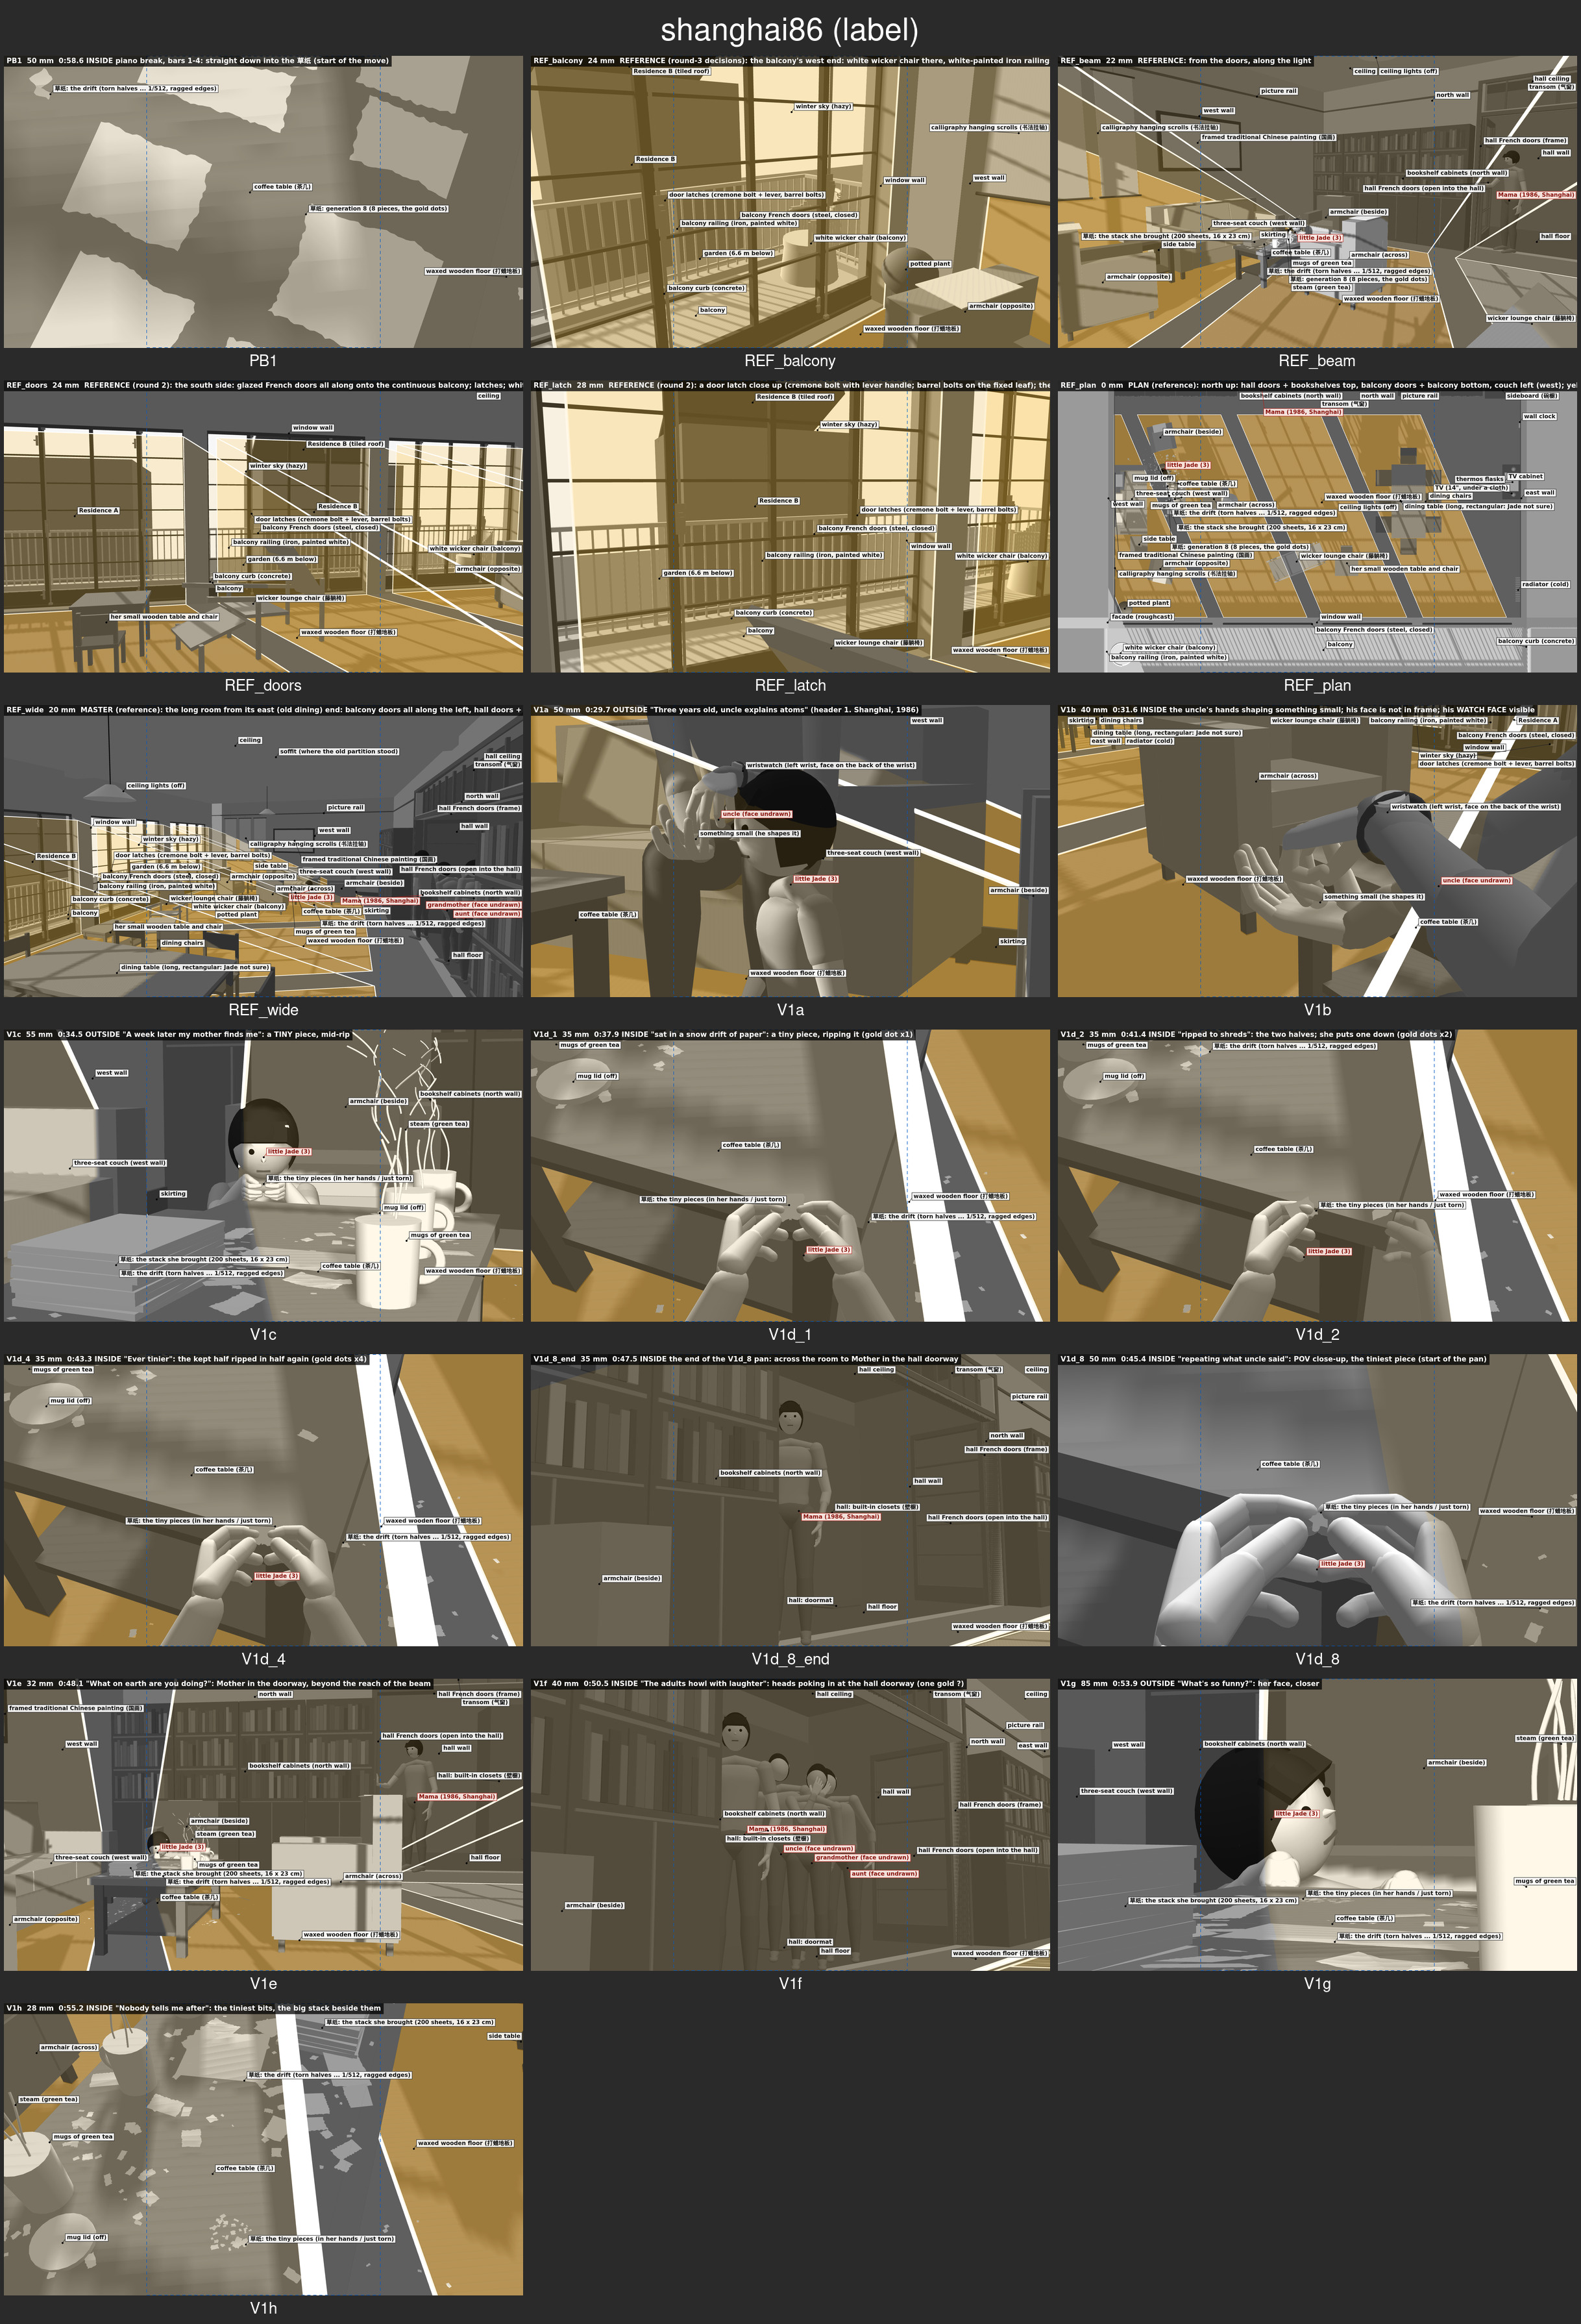 shanghai86 (label)
PB1 50 mm 0:58.6 INSIDE piano break, bars 1-4: straight down into the 草纸 (start of the move)
草纸: the drift (torn halves ... 1/512, ragged edges)
coffee table (茶几)
草纸: generation 8 (8 pieces, the gold dots)
waxed wooden floor (打蜡地板)
PB1
REF_balcony 24 mm REFERENCE (round-3 decisions): the balcony's west end: white wicker chair there, white-painted iron railing
Residence B (tiled roof)
winter sky (hazy)
calligraphy hanging scrolls (书法挂轴)
Residence B
window wall
west wall
door latches (cremone bolt + lever, barrel bolts)
balcony French doors (steel, closed)
balcony railing (iron, painted white)
white wicker chair (balcony)
garden (6.6 m below)
potted plant
balcony curb (concrete)
armchair (opposite)
balcony
waxed wooden floor (打蜡地板)
REF_balcony
REF_beam 22 mm REFERENCE: from the doors, along the light
ceiling
ceiling lights (off)
hall ceiling
transom (气窗)
picture rail
north wall
west wall
calligraphy hanging scrolls (书法挂轴)
framed traditional Chinese painting (国画)
hall French doors (frame)
hall wall
bookshelf cabinets (north wall)
hall French doors (open into the hall)
Mama (1986, Shanghai)
armchair (beside)
three-seat couch (west wall)
草纸: the stack she brought (200 sheets, 16 x 23 cm)
skirting
little Jade (3)
hall floor
side table
coffee table (茶几)
armchair (across)
mugs of green tea
草纸: the drift (torn halves ... 1/512, ragged edges)
armchair (opposite)
草纸: generation 8 (8 pieces, the gold dots)
steam (green tea)
waxed wooden floor (打蜡地板)
wicker lounge chair (藤躺椅)
REF_beam
REF_doors 24 mm REFERENCE (round 2): the south side: glazed French doors all along onto the continuous balcony; latches; whi
ceiling
window wall
Residence B (tiled roof)
winter sky (hazy)
Residence A
Residence B
door latches (cremone bolt + lever, barrel bolts)
balcony French doors (steel, closed)
balcony railing (iron, painted white)
white wicker chair (balcony)
garden (6.6 m below)
armchair (opposite)
balcony curb (concrete)
balcony
wicker lounge chair (藤躺椅)
her small wooden table and chair
waxed wooden floor (打蜡地板)
REF_doors
REF_latch 28 mm REFERENCE (round 2): a door latch close up (cremone bolt with lever handle; barrel bolts on the fixed leaf); the
Residence B (tiled roof)
winter sky (hazy)
Residence B
door latches (cremone bolt + lever, barrel bolts)
balcony French doors (steel, closed)
window wall
balcony railing (iron, painted white)
white wicker chair (balcony)
garden (6.6 m below)
balcony curb (concrete)
balcony
wicker lounge chair (藤躺椅)
waxed wooden floor (打蜡地板)
REF_latch
REF_plan 0 mm PLAN (reference): north up: hall doors + bookshelves top, balcony doors + balcony bottom, couch left (west); ye
bookshelf cabinets (north wall)
north wall
picture rail
sideboard (碗橱)
transom (气窗)
Mama (1986, Shanghai)
wall clock
armchair (beside)
little Jade (3)
mug lid (off)
coffee table (茶几)
thermos flasks
TV cabinet
TV (14", under a cloth)
three-seat couch (west wall)
waxed wooden floor (打蜡地板)
dining chairs
east wall
west wall
mugs of green tea
armchair (across)
ceiling lights (off)
dining table (long, rectangular: Jade not sure)
草纸: the drift (torn halves ... 1/512, ragged edges)
草纸: the stack she brought (200 sheets, 16 x 23 cm)
side table
草纸: generation 8 (8 pieces, the gold dots)
framed traditional Chinese painting (国画)
wicker lounge chair (藤躺椅)
armchair (opposite)
her small wooden table and chair
calligraphy hanging scrolls (书法挂轴)
radiator (cold)
potted plant
facade (roughcast)
window wall
balcony French doors (steel, closed)
balcony curb (concrete)
white wicker chair (balcony)
balcony
balcony railing (iron, painted white)
REF_plan
REF_wide 20 mm MASTER (reference): the long room from its east (old dining) end: balcony doors all along the left, hall doors +
ceiling
soffit (where the old partition stood)
hall ceiling
transom (气窗)
ceiling lights (off)
north wall
picture rail
hall French doors (frame)
window wall
west wall
hall wall
winter sky (hazy)
calligraphy hanging scrolls (书法挂轴)
Residence B
door latches (cremone bolt + lever, barrel bolts)
framed traditional Chinese painting (国画)
garden (6.6 m below)
side table
three-seat couch (west wall)
hall French doors (open into the hall)
balcony French doors (steel, closed)
armchair (opposite)
armchair (beside)
balcony railing (iron, painted white)
armchair (across)
bookshelf cabinets (north wall)
balcony curb (concrete)
wicker lounge chair (藤躺椅)
little Jade (3)
Mama (1986, Shanghai)
grandmother (face undrawn)
white wicker chair (balcony)
balcony
potted plant
coffee table (茶几)
skirting
aunt (face undrawn)
草纸: the drift (torn halves ... 1/512, ragged edges)
her small wooden table and chair
mugs of green tea
waxed wooden floor (打蜡地板)
dining chairs
hall floor
dining table (long, rectangular: Jade not sure)
REF_wide
V1a 50 mm 0:29.7 OUTSIDE "Three years old, uncle explains atoms" (header 1. Shanghai, 1986)
west wall
wristwatch (left wrist, face on the back of the wrist)
uncle (face undrawn)
something small (he shapes it)
three-seat couch (west wall)
little Jade (3)
armchair (beside)
coffee table (茶几)
skirting
waxed wooden floor (打蜡地板)
V1a
V1b 40 mm 0:31.6 INSIDE the uncle's hands shaping something small; his face is not in frame; his WATCH FACE visible
skirting
dining chairs
wicker lounge chair (藤躺椅)
balcony railing (iron, painted white)
Residence A
dining table (long, rectangular: Jade not sure)
balcony French doors (steel, closed)
east wall
radiator (cold)
window wall
winter sky (hazy)
door latches (cremone bolt + lever, barrel bolts)
armchair (across)
wristwatch (left wrist, face on the back of the wrist)
waxed wooden floor (打蜡地板)
uncle (face undrawn)
something small (he shapes it)
coffee table (茶几)
V1b
V1c 55 mm 0:34.5 OUTSIDE "A week later my mother finds me": a TINY piece, mid-rip
west wall
bookshelf cabinets (north wall)
armchair (beside)
steam (green tea)
little Jade (3)
three-seat couch (west wall)
草纸: the tiny pieces (in her hands / just torn)
skirting
mug lid (off)
mugs of green tea
草纸: the stack she brought (200 sheets, 16 x 23 cm)
coffee table (茶几)
草纸: the drift (torn halves ... 1/512, ragged edges)
waxed wooden floor (打蜡地板)
V1c
V1d_1 35 mm 0:37.9 INSIDE "sat in a snow drift of paper": a tiny piece, ripping it (gold dot x1)
mugs of green tea
mug lid (off)
coffee table (茶几)
草纸: the tiny pieces (in her hands / just torn)
waxed wooden floor (打蜡地板)
草纸: the drift (torn halves ... 1/512, ragged edges)
little Jade (3)
V1d_1
V1d_2 35 mm 0:41.4 INSIDE "ripped to shreds": the two halves; she puts one down (gold dots x2)
mugs of green tea
草纸: the drift (torn halves ... 1/512, ragged edges)
mug lid (off)
coffee table (茶几)
waxed wooden floor (打蜡地板)
草纸: the tiny pieces (in her hands / just torn)
little Jade (3)
V1d_2
V1d_4 35 mm 0:43.3 INSIDE "Ever tinier": the kept half ripped in half again (gold dots x4)
mugs of green tea
mug lid (off)
coffee table (茶几)
草纸: the tiny pieces (in her hands / just torn)
waxed wooden floor (打蜡地板)
草纸: the drift (torn halves ... 1/512, ragged edges)
little Jade (3)
V1d_4
V1d_8_end 35 mm 0:47.5 INSIDE the end of the V1d_8 pan: across the room to Mother in the hall doorway
hall ceiling
transom (气窗)
ceiling
picture rail
north wall
hall French doors (frame)
bookshelf cabinets (north wall)
hall wall
hall: built-in closets (壁橱)
Mama (1986, Shanghai)
hall French doors (open into the hall)
armchair (beside)
hall: doormat
hall floor
waxed wooden floor (打蜡地板)
V1d_8_end
V1d_8 50 mm 0:45.4 INSIDE "repeating what uncle said": POV close-up, the tiniest piece (start of the pan)
coffee table (茶几)
草纸: the tiny pieces (in her hands / just torn)
waxed wooden floor (打蜡地板)
little Jade (3)
草纸: the drift (torn halves ... 1/512, ragged edges)
V1d_8
V1e 32 mm 0:48.1 "What on earth are you doing?": Mother in the doorway, beyond the reach of the beam
north wall
hall French doors (frame)
transom (气窗)
framed traditional Chinese painting (国画)
hall French doors (open into the hall)
west wall
hall wall
bookshelf cabinets (north wall)
hall: built-in closets (壁橱)
Mama (1986, Shanghai)
armchair (beside)
steam (green tea)
little Jade (3)
three-seat couch (west wall)
mugs of green tea
hall floor
草纸: the stack she brought (200 sheets, 16 x 23 cm)
armchair (across)
草纸: the drift (torn halves ... 1/512, ragged edges)
coffee table (茶几)
armchair (opposite)
waxed wooden floor (打蜡地板)
V1e
V1f 40 mm 0:50.5 INSIDE "The adults howl with laughter": heads poking in at the hall doorway (one gold ?)
hall ceiling
transom (气窗)
ceiling
picture rail
north wall
east wall
hall wall
hall French doors (frame)
bookshelf cabinets (north wall)
Mama (1986, Shanghai)
hall: built-in closets (壁橱)
uncle (face undrawn)
hall French doors (open into the hall)
grandmother (face undrawn)
aunt (face undrawn)
armchair (beside)
hall: doormat
hall floor
waxed wooden floor (打蜡地板)
V1f
V1g 85 mm 0:53.9 OUTSIDE "What's so funny?": her face, closer
steam (green tea)
west wall
bookshelf cabinets (north wall)
armchair (beside)
three-seat couch (west wall)
little Jade (3)
mugs of green tea
草纸: the tiny pieces (in her hands / just torn)
草纸: the stack she brought (200 sheets, 16 x 23 cm)
coffee table (茶几)
草纸: the drift (torn halves ... 1/512, ragged edges)
V1g
V1h 28 mm 0:55.2 INSIDE "Nobody tells me after": the tiniest bits, the big stack beside them
草纸: the stack she brought (200 sheets, 16 x 23 cm)
side table
armchair (across)
草纸: the drift (torn halves ... 1/512, ragged edges)
steam (green tea)
mugs of green tea
waxed wooden floor (打蜡地板)
coffee table (茶几)
mug lid (off)
草纸: the tiny pieces (in her hands / just torn)
V1h